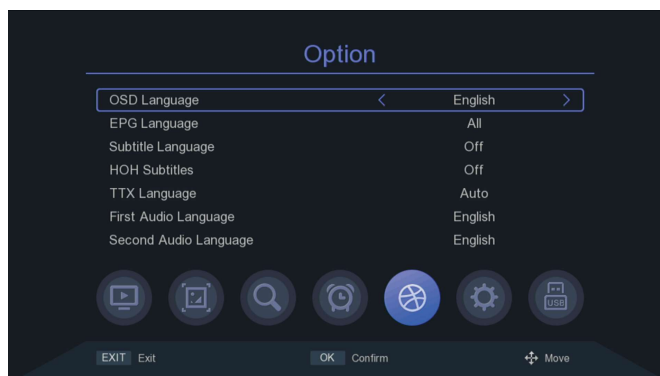 Option
OSD Language English
EPG Language All
Subtitle Language Off
HOH Subtitles Off
TTX Language Auto
First Audio Language English
Second Audio Language English
USB
EXIT Exit OK Confirm Move